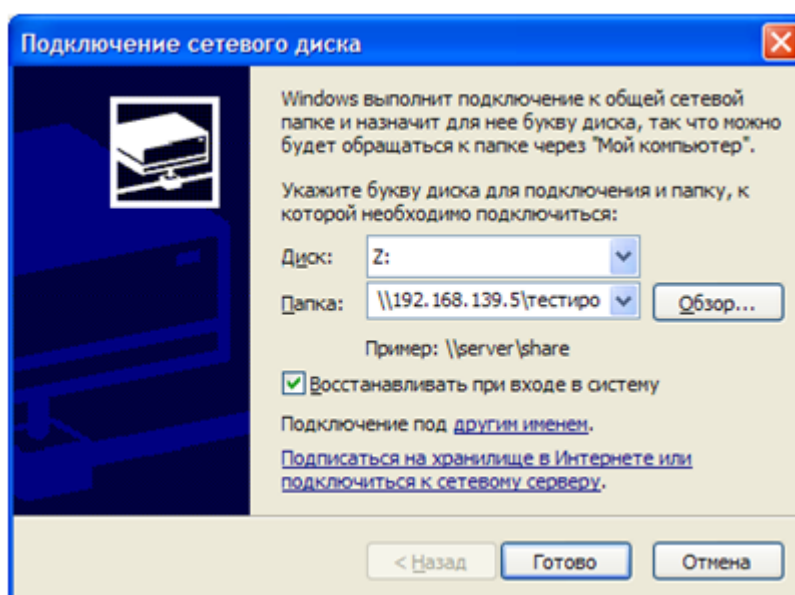 Подключение сетевого диска
Windows выполнит подключение к общей сетевой
папке и назначит для нее букву диска, так что можно
будет обращаться к папке через "Мой компьютер".
Укажите букву диска для подключения и папку, к
которой необходимо подключиться:
Диск: Z:
Папка: \\192.168.139.5\тестиро Обзор...
Пример: \\server\share
Восстанавливать при входе в систему
Подключение под другим именем.
Подписаться на хранилище в Интернете или
подключиться к сетевому серверу.
< Назад Готово Отмена